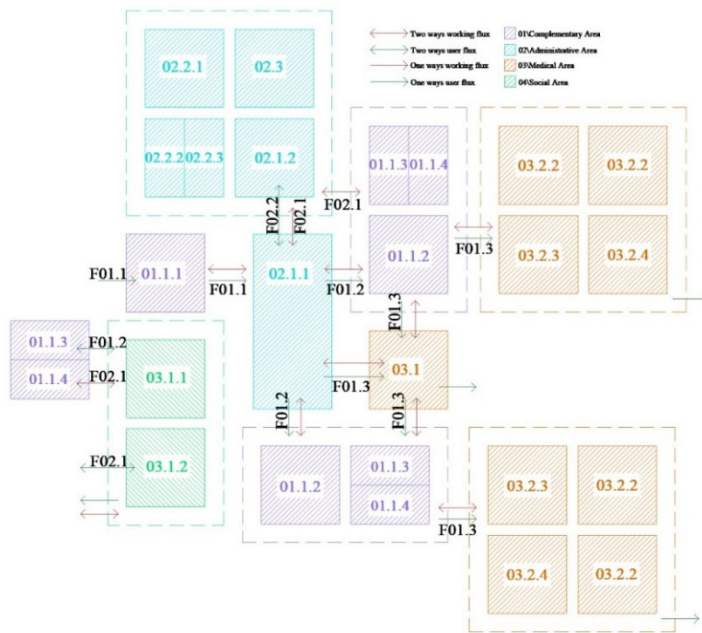 Two ways working flux
Two ways user flux
One ways working flux
One ways user flux
01\Complementary Area
02\Administrative Area
03\Medical Area
04\Social Area
02.2.1
02.3
02.2.2
02.2.3
02.1.2
01.1.3
01.1.4
03.2.2
03.2.2
F02.2
F02.1
F02.1
F01.1
01.1.1
F01.1
02.1.1
F01.2
01.1.2
F01.3
03.2.3
03.2.4
01.1.3
01.1.4
F01.2
F02.1
03.1.1
F01.3
F01.3
03.1
F01.2
F01.3
F02.1
03.1.2
01.1.2
01.1.3
01.1.4
F01.3
03.2.3
03.2.2
03.2.4
03.2.2